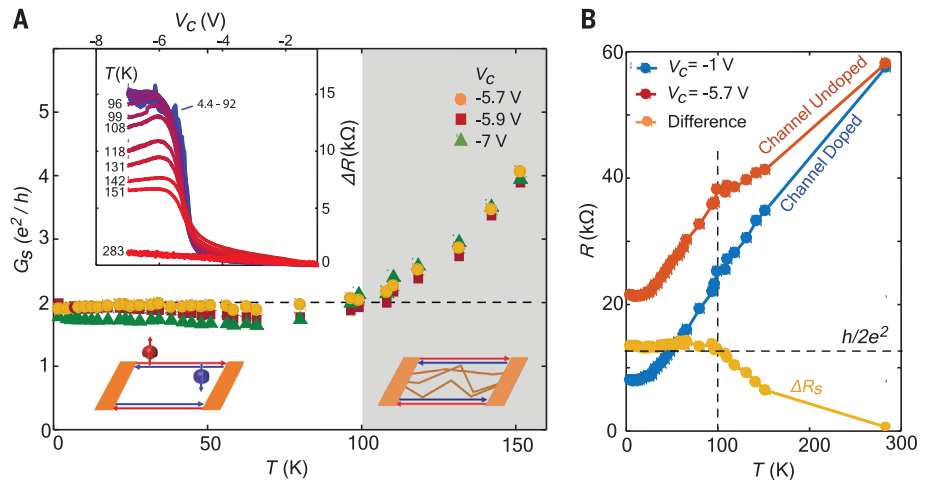 A
V_C (V)
-8 -6 -4 -2
T(K)
96
99
108
118
131
142
151
283
4.4 - 92
15
10
5
0
ΔR(kΩ)
V_C
-5.7 V
-5.9 V
-7 V
G_S (e² / h)
5
4
3
2
1
0
0 50 100 150
T (K)
B
V_C= -1 V
V_C= -5.7 V
Difference
Channel Undoped
Channel Doped
h/2e²
ΔR_S
R (kΩ)
60
40
20
0
0 100 200 300
T (K)